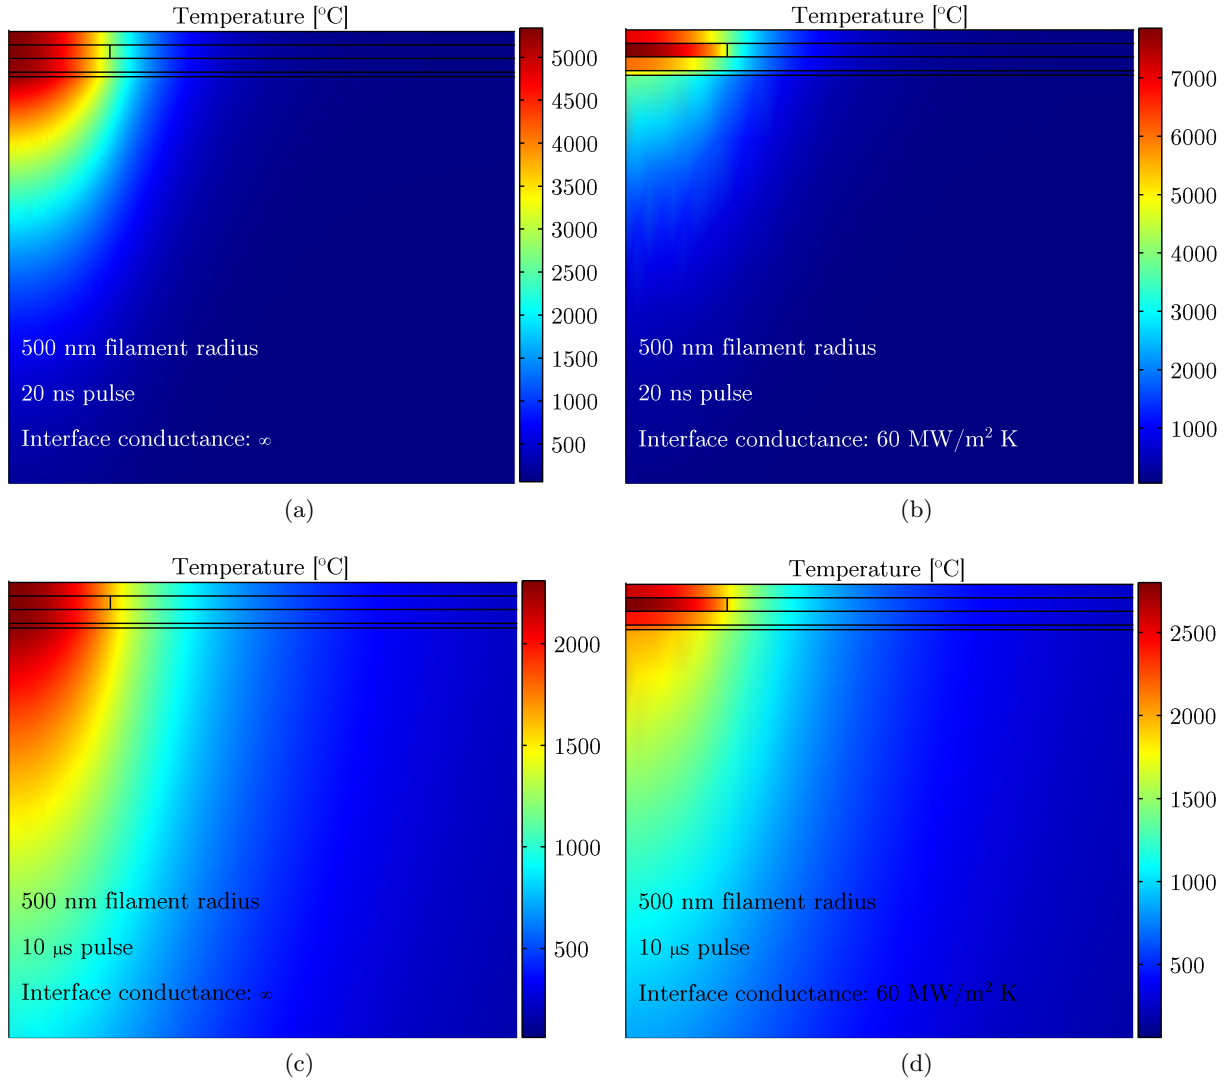 Temperature [°C]
5000
4500
4000
3500
3000
2500
2000
1500
1000
500
500 nm filament radius
20 ns pulse
Interface conductance: ∞
(a)
Temperature [°C]
7000
6000
5000
4000
3000
2000
1000
500 nm filament radius
20 ns pulse
Interface conductance: 60 MW/m² K
(b)
Temperature [°C]
2000
1500
1000
500
500 nm filament radius
10 μs pulse
Interface conductance: ∞
(c)
Temperature [°C]
2500
2000
1500
1000
500
500 nm filament radius
10 μs pulse
Interface conductance: 60 MW/m² K
(d)